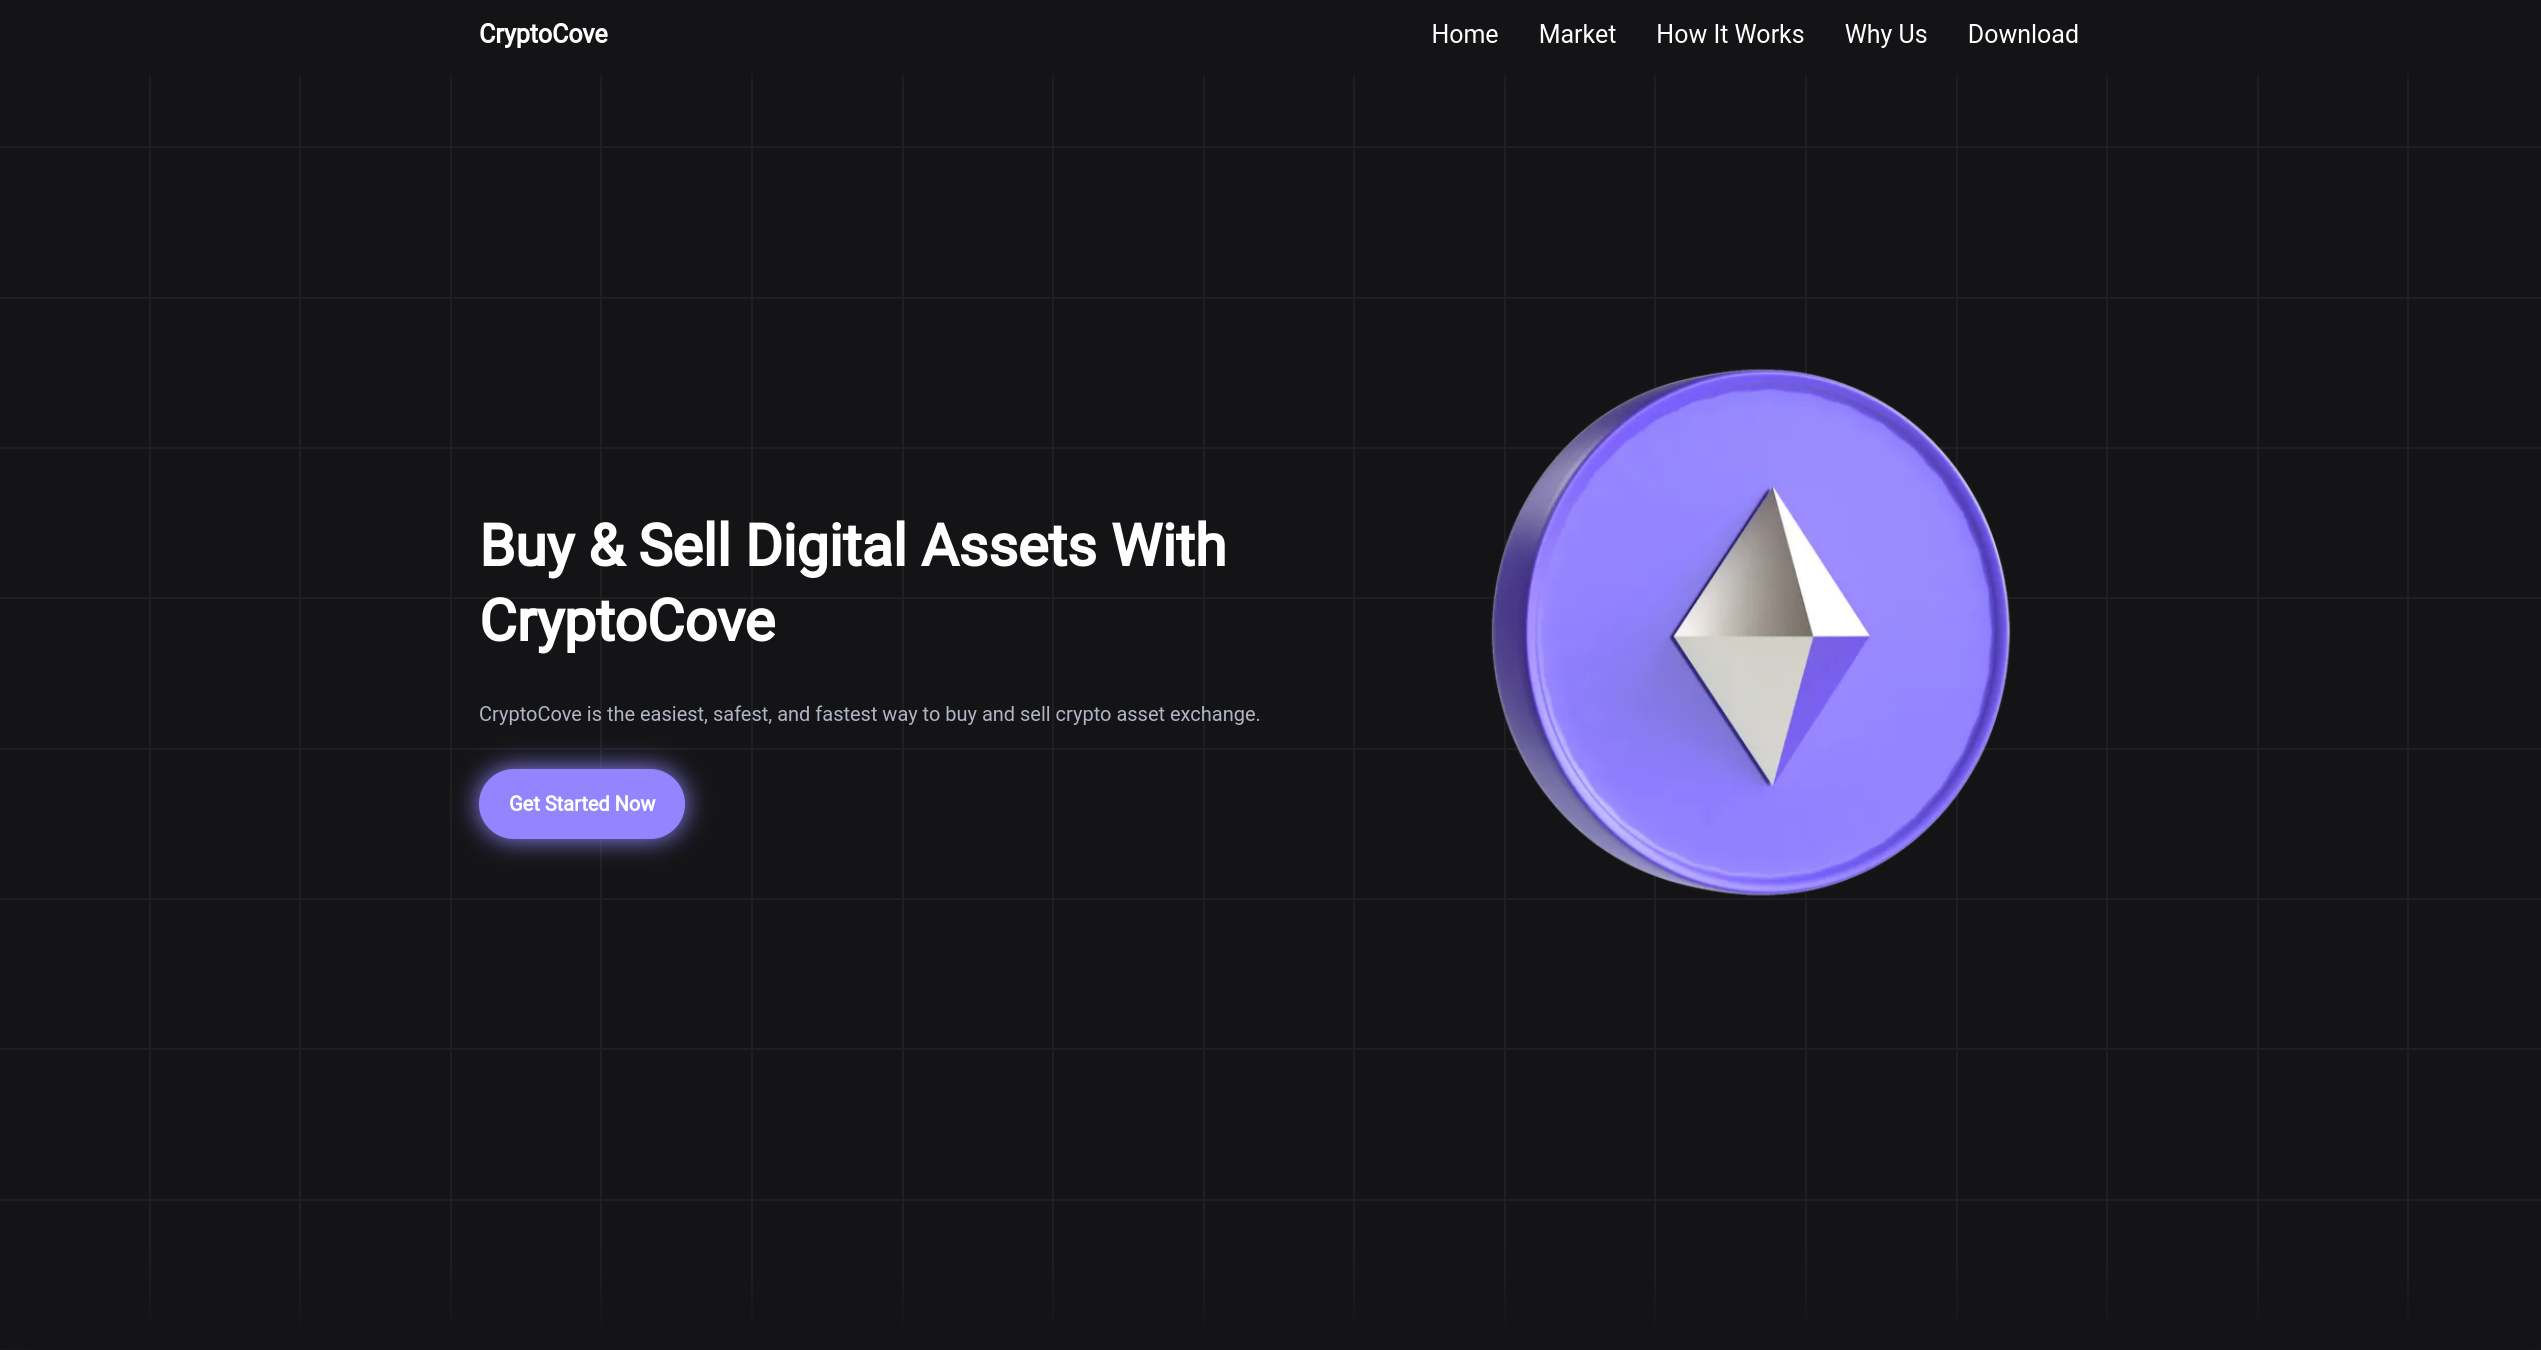 CryptoCove
Home Market How It Works Why Us Download
Buy & Sell Digital Assets With
CryptoCove
CryptoCove is the easiest, safest, and fastest way to buy and sell crypto asset exchange.
Get Started Now